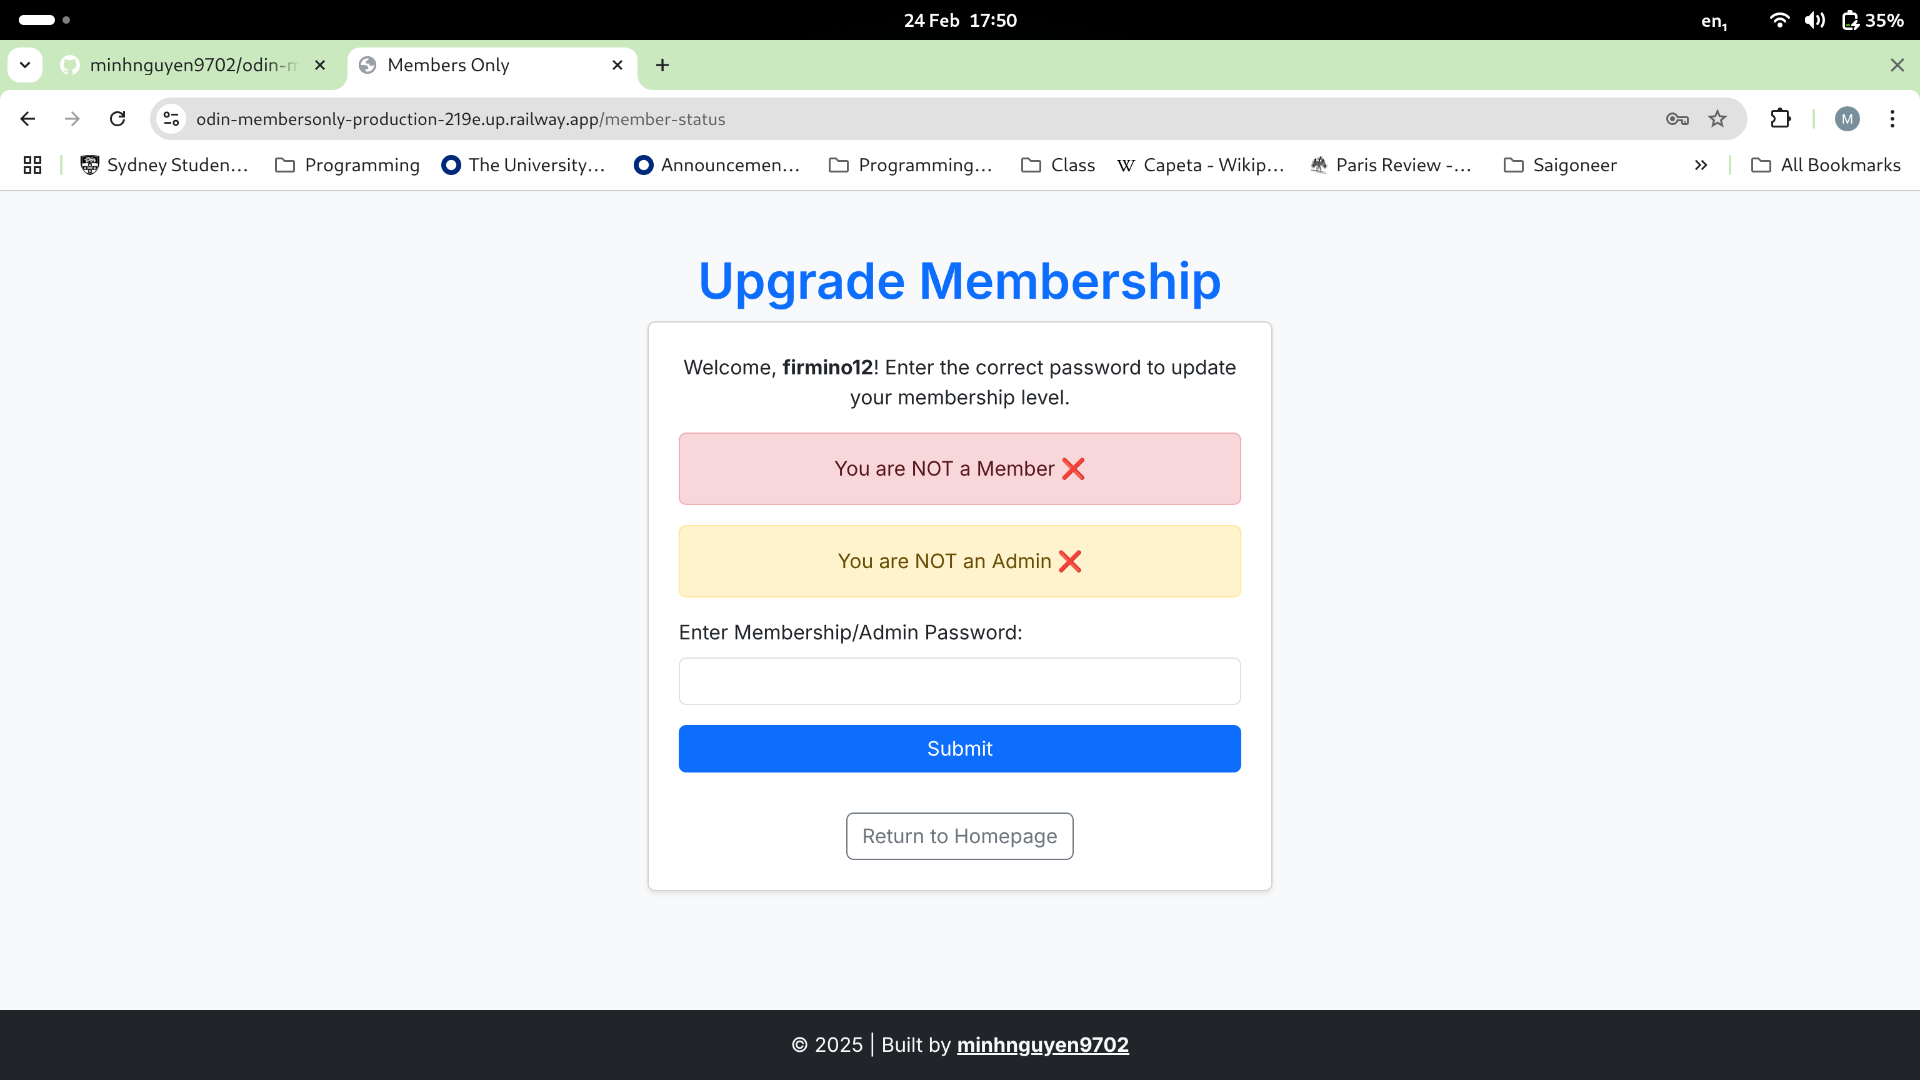 24 Feb 17:50
en1
35%
minhnguyen9702/odin-m
Members Only
odin-membersonly-production-219e.up.railway.app/member-status
M
Sydney Studen...
Programming
The University...
Announcemen...
Programming...
Class
W Capeta - Wikip...
Paris Review -...
Saigoneer
All Bookmarks
Upgrade Membership
Welcome, firmino12! Enter the correct password to update
your membership level.
You are NOT a Member ❌
You are NOT an Admin ❌
Enter Membership/Admin Password:
Submit
Return to Homepage
© 2025 | Built by minhnguyen9702